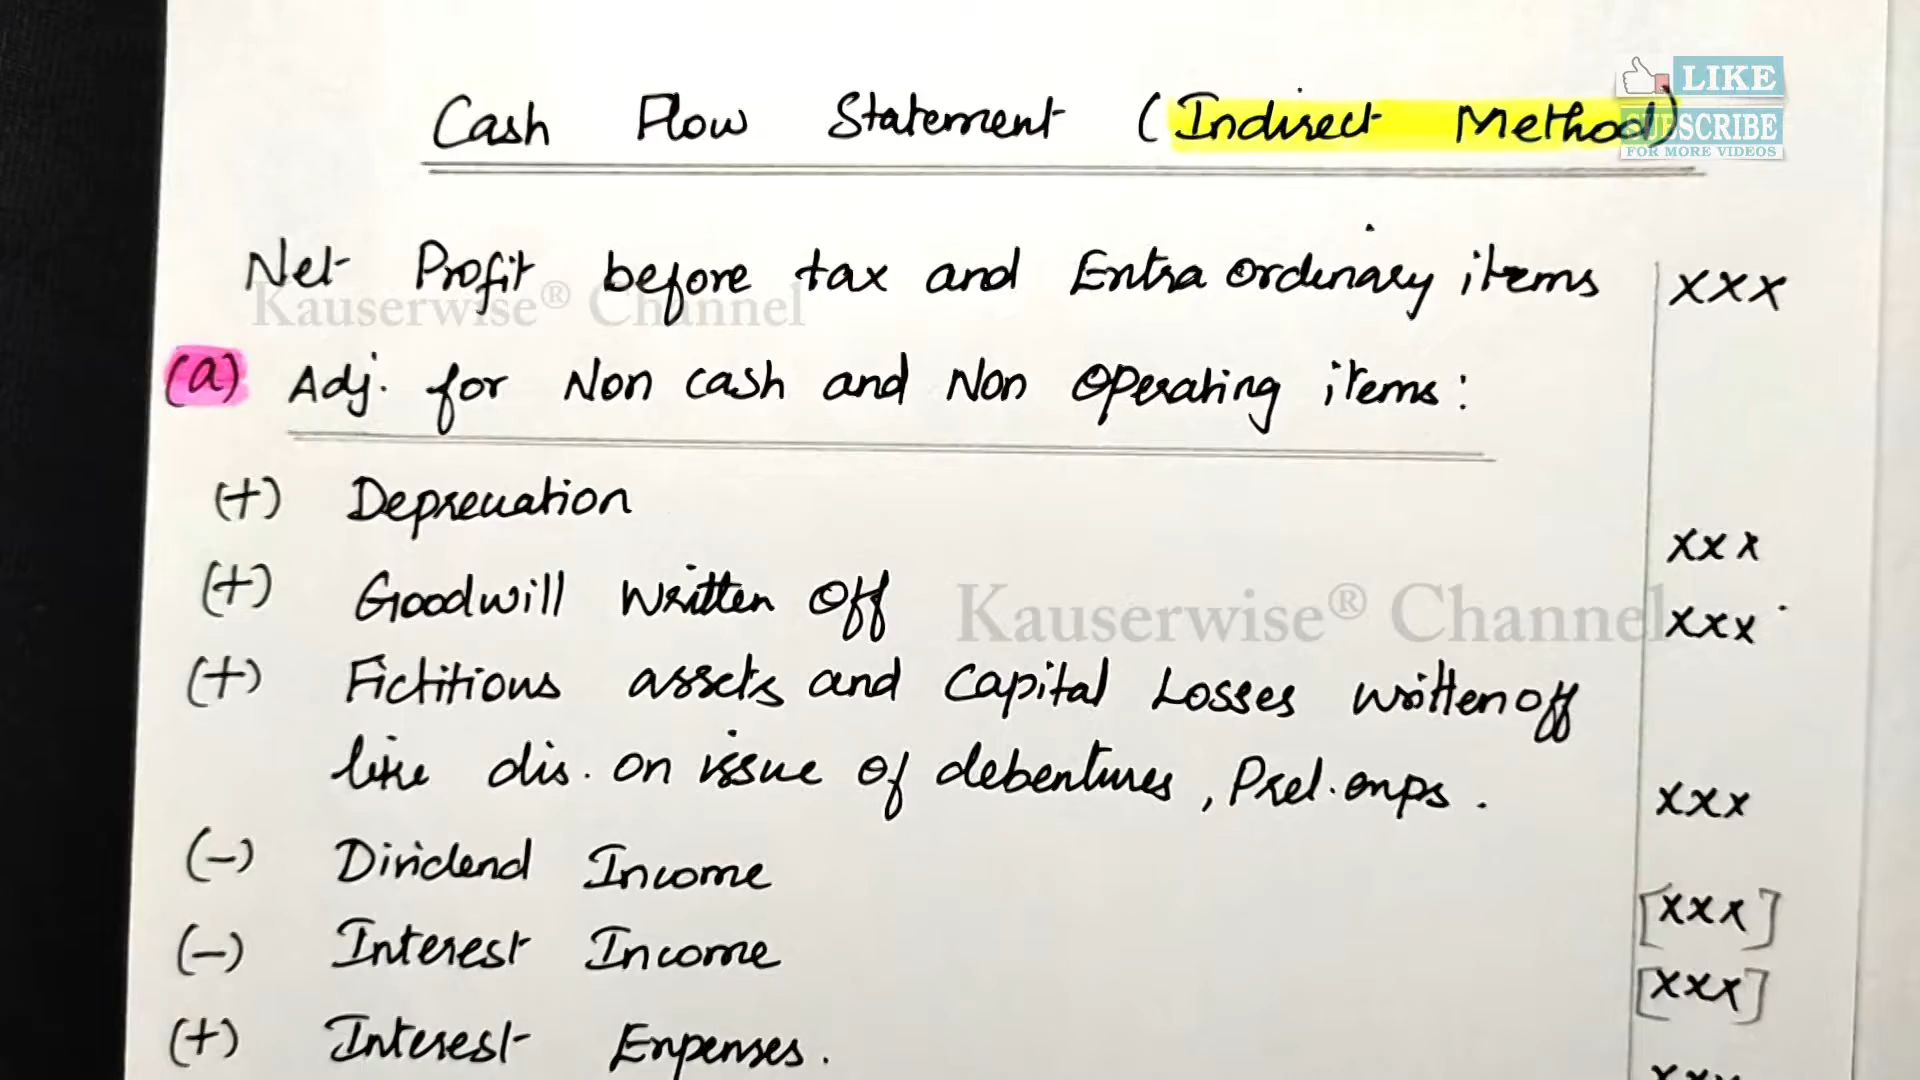 LIKE
SUBSCRIBE
FOR MORE VIDEOS
Cash Flow Statement (Indirect Method)
Net Profit before tax and Extra ordinary items xxx
Kauserwise® Channel
(a) Adj. for Non cash and Non Operating items:
(+) Depreciation xxx
(+) Goodwill written Off xxx
Kauserwise® Channel
(+) Fictitious assets and Capital Losses written off
like dis. on issue of debentures, Prel. exps. xxx
(-) Dividend Income [xxx]
(-) Interest Income [xxx]
(+) Interest Expenses. xxx